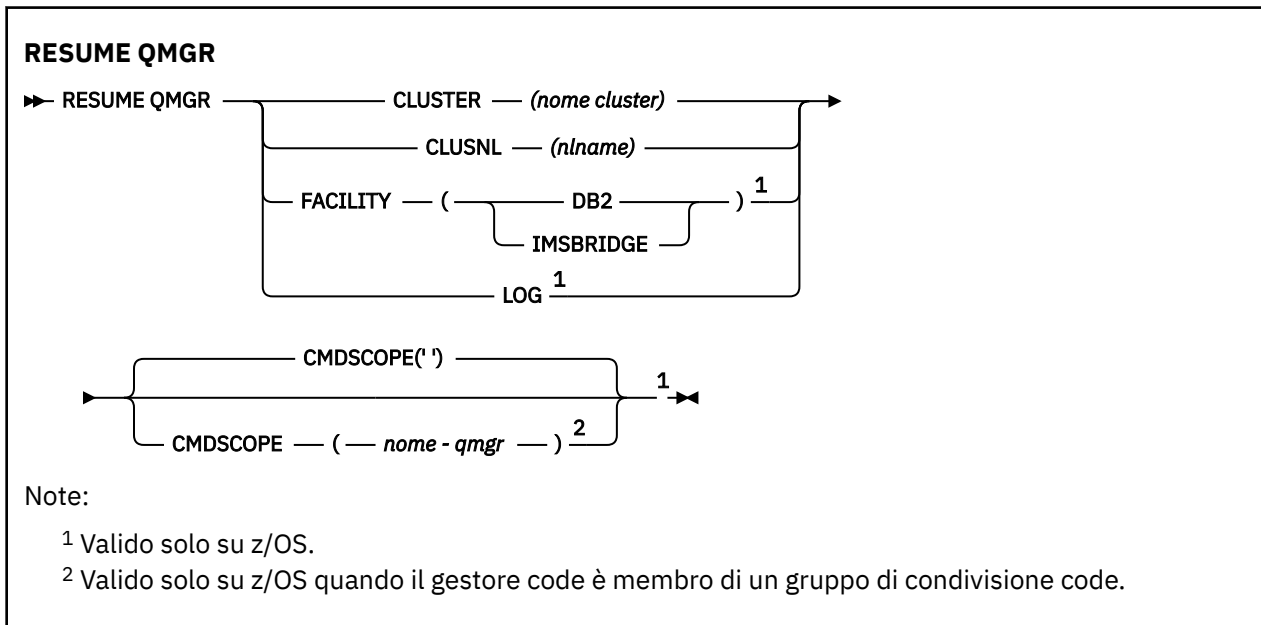 RESUME QMGR
RESUME QMGR CLUSTER (nome cluster)
CLUSNL (nlname)
FACILITY ( DB2 ) 1
IMSBRIDGE
LOG 1
CMDSCOPE(' ')
1
CMDSCOPE ( nome - qmgr ) 2
Note:
1 Valido solo su z/OS.
2 Valido solo su z/OS quando il gestore code è membro di un gruppo di condivisione code.